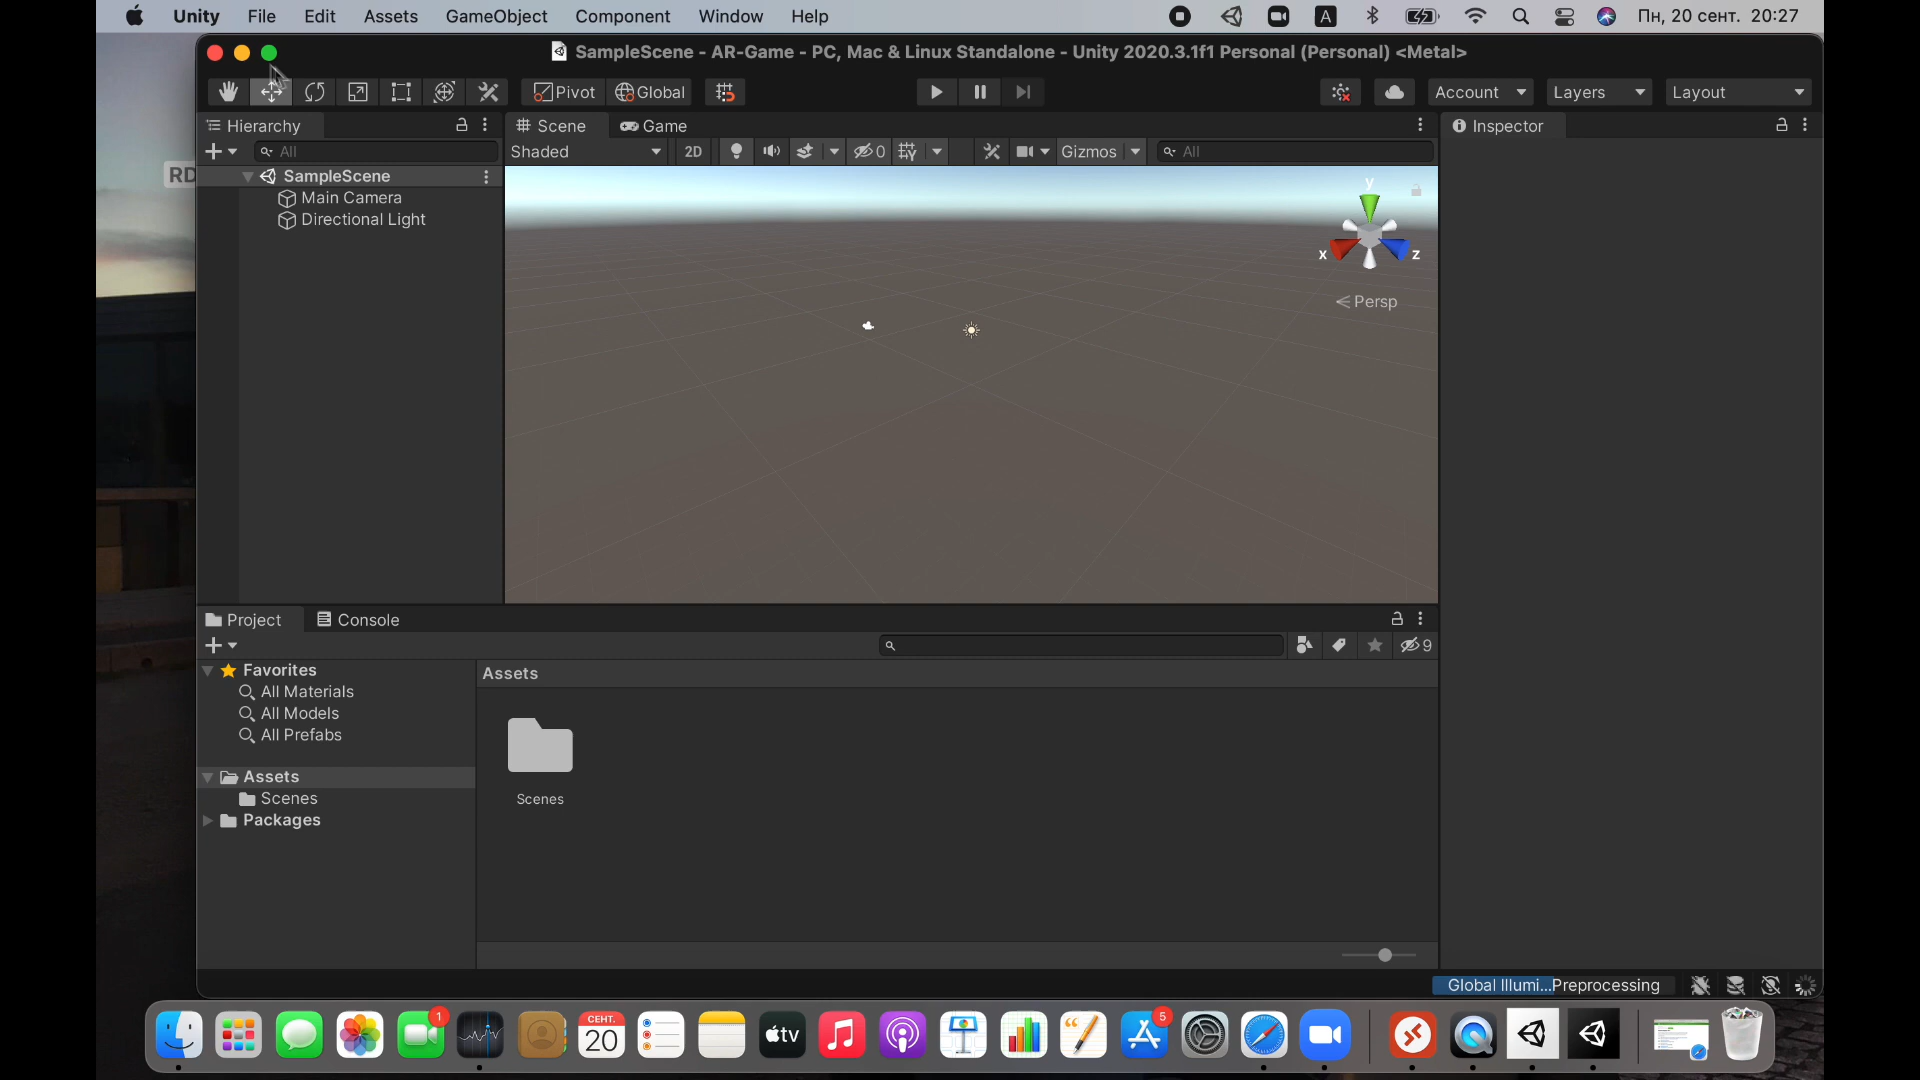 Unity File Edit Assets GameObject Component Window Help A Пн, 20 сент. 20:27
SampleScene - AR-Game - PC, Mac & Linux Standalone - Unity 2020.3.1f1 Personal (Personal) <Metal>
Pivot Global Account Layers Layout
Hierarchy Scene Game Inspector
All Shaded 2D 0 Gizmos All
RD
SampleScene
Main Camera
Directional Light
y
x z
Persp
Project Console
9
Favorites Assets
All Materials
All Models
All Prefabs
Assets
Scenes Scenes
Packages
Global Illumi...Preprocessing
1 СЕНТ. 20 tv 5